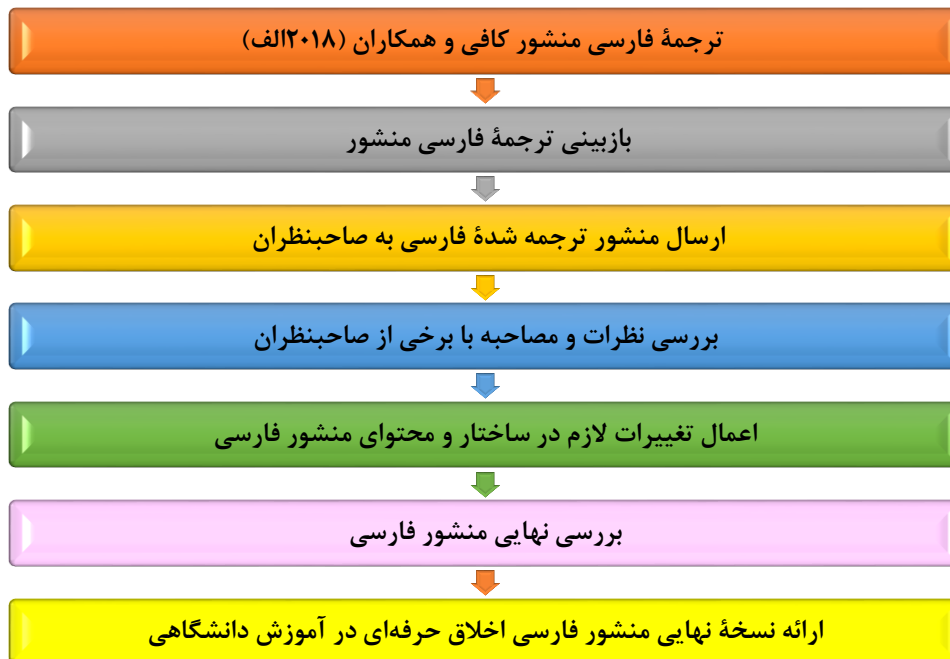 ترجمهٔ فارسی منشور کافی و همکاران (۲۰۱۸الف)
بازبینی ترجمهٔ فارسی منشور
ارسال منشور ترجمه شدهٔ فارسی به صاحبنظران
بررسی نظرات و مصاحبه با برخی از صاحبنظران
اعمال تغییرات لازم در ساختار و محتوای منشور فارسی
بررسی نهایی منشور فارسی
ارائه نسخهٔ نهایی منشور فارسی اخلاق حرفه‌ای در آموزش دانشگاهی